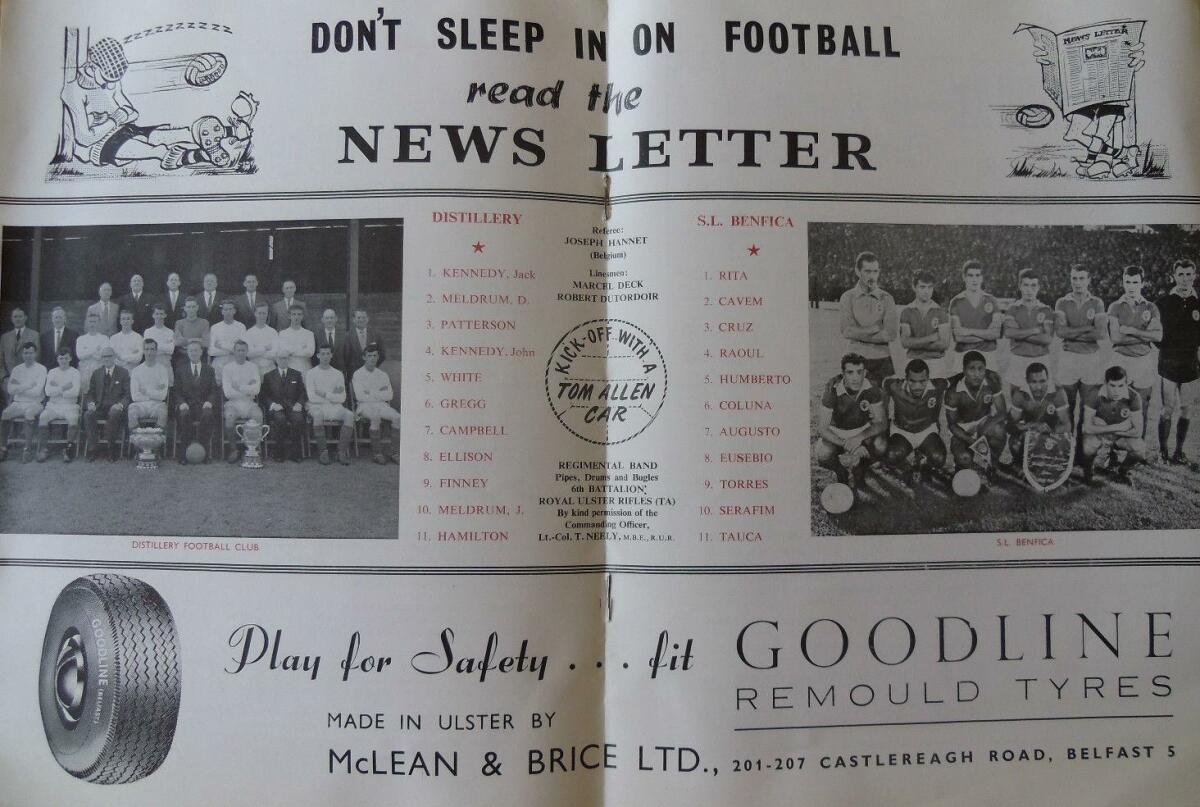 zzzzzzzzzz
DON'T SLEEP IN ON FOOTBALL
read the
NEWS LETTER
NEWS LETTER
DISTILLERY
1. KENNEDY, Jack
2. MELDRUM, D.
3. PATTERSON
4. KENNEDY, John
5. WHITE
6. GREGG
7. CAMPBELL
8. ELLISON
9. FINNEY
10. MELDRUM, J.
11. HAMILTON
Referee:
JOSEPH HANNET
(Belgium)
Linesmen:
MARCEL DECK
ROBERT DUTORDOIR
KICK-OFF WITH A
TOM ALLEN
CAR
REGIMENTAL BAND
Pipes, Drums and Bugles
6th BATTALION,
ROYAL ULSTER RIFLES (TA)
By kind permission of the
Commanding Officer,
Lt.-Col. T. NEELY, M.B.E., R.U.R.
S.L. BENFICA
1. RITA
2. CAVEM
3. CRUZ
4. RAOUL
5. HUMBERTO
6. COLUNA
7. AUGUSTO
8. EUSEBIO
9. TORRES
10. SERAFIM
11. TAUCA
DISTILLERY FOOTBALL CLUB
S.L. BENFICA
GOODLINE (BELFAST)
Play for Safety . . . fit
GOODLINE
REMOULD TYRES
MADE IN ULSTER BY
McLEAN & BRICE LTD., 201-207 CASTLEREAGH ROAD, BELFAST 5